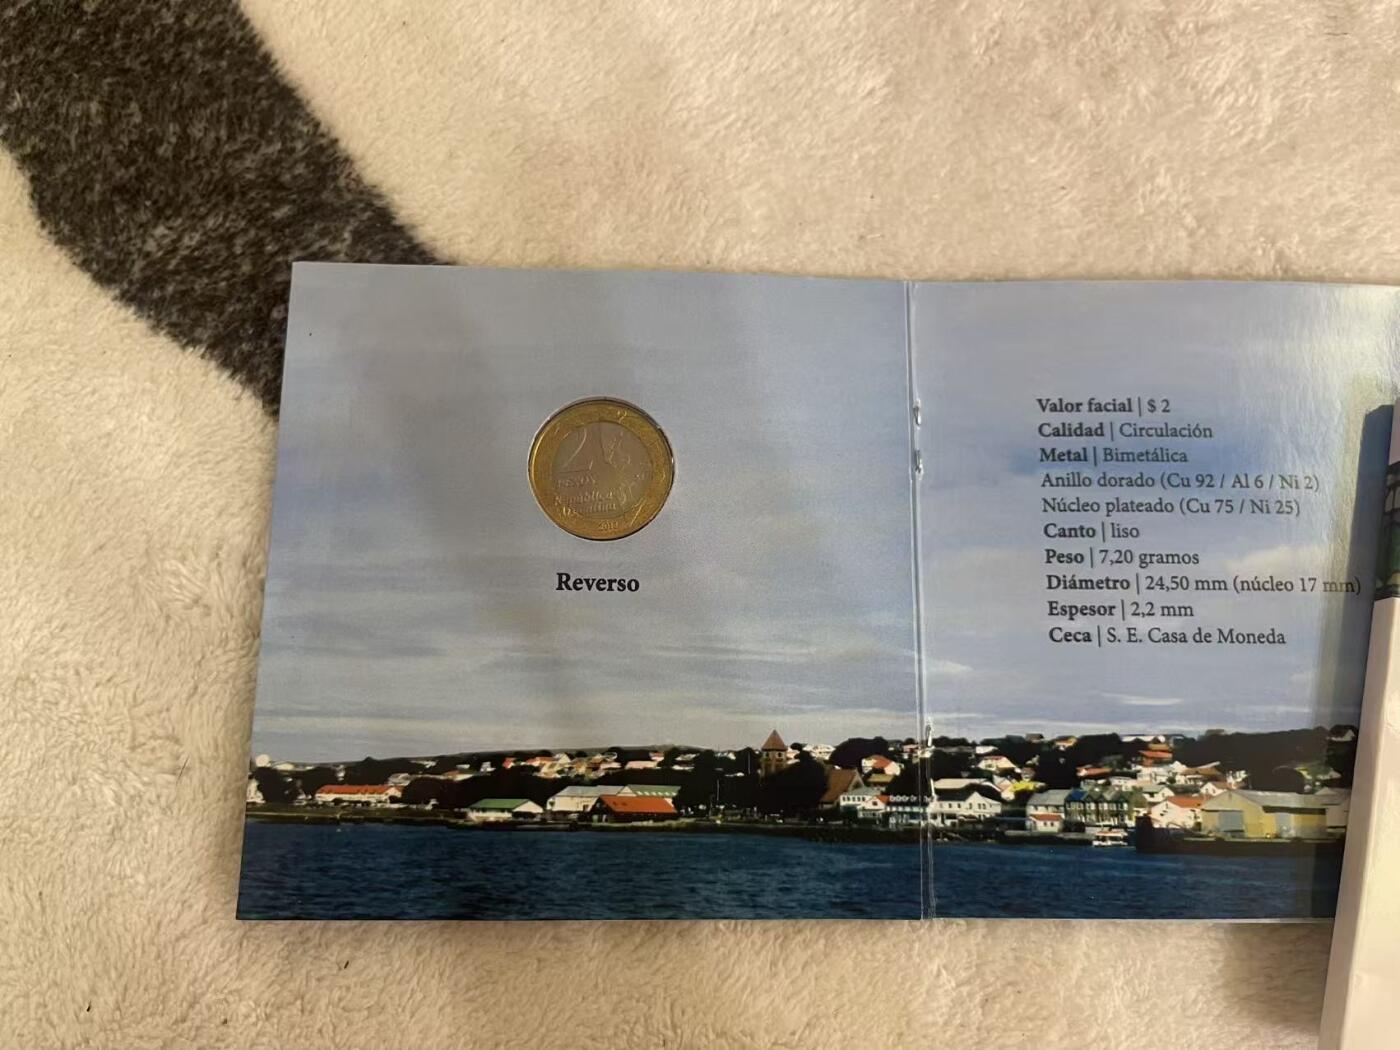 2
PESOS
República
Argentina
Reverso
Valor facial | $ 2
Calidad | Circulación
Metal | Bimetálica
Anillo dorado (Cu 92 / Al 6 / Ni 2)
Núcleo plateado (Cu 75 / Ni 25)
Canto | liso
Peso | 7,20 gramos
Diámetro | 24,50 mm (núcleo 17 mm)
Espesor | 2,2 mm
Ceca | S. E. Casa de Moneda